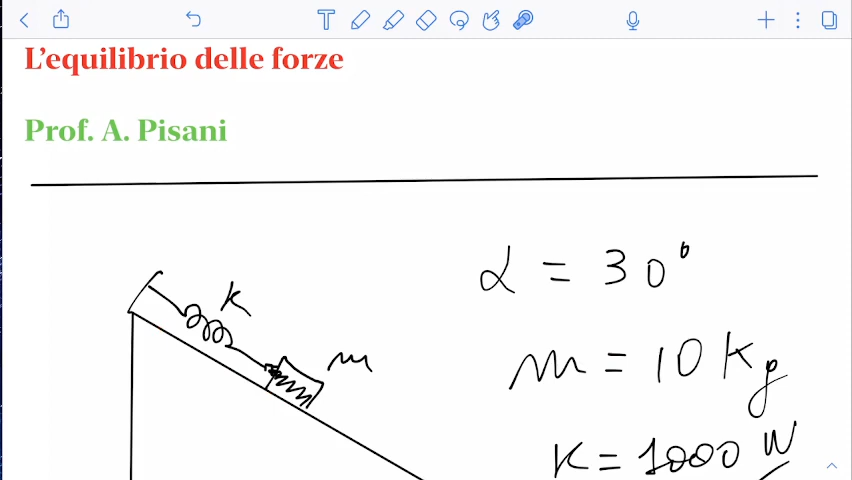 L'equilibrio delle forze
Prof. A. Pisani
α = 30°
K
m
m = 10 Kg
K = 1000 N